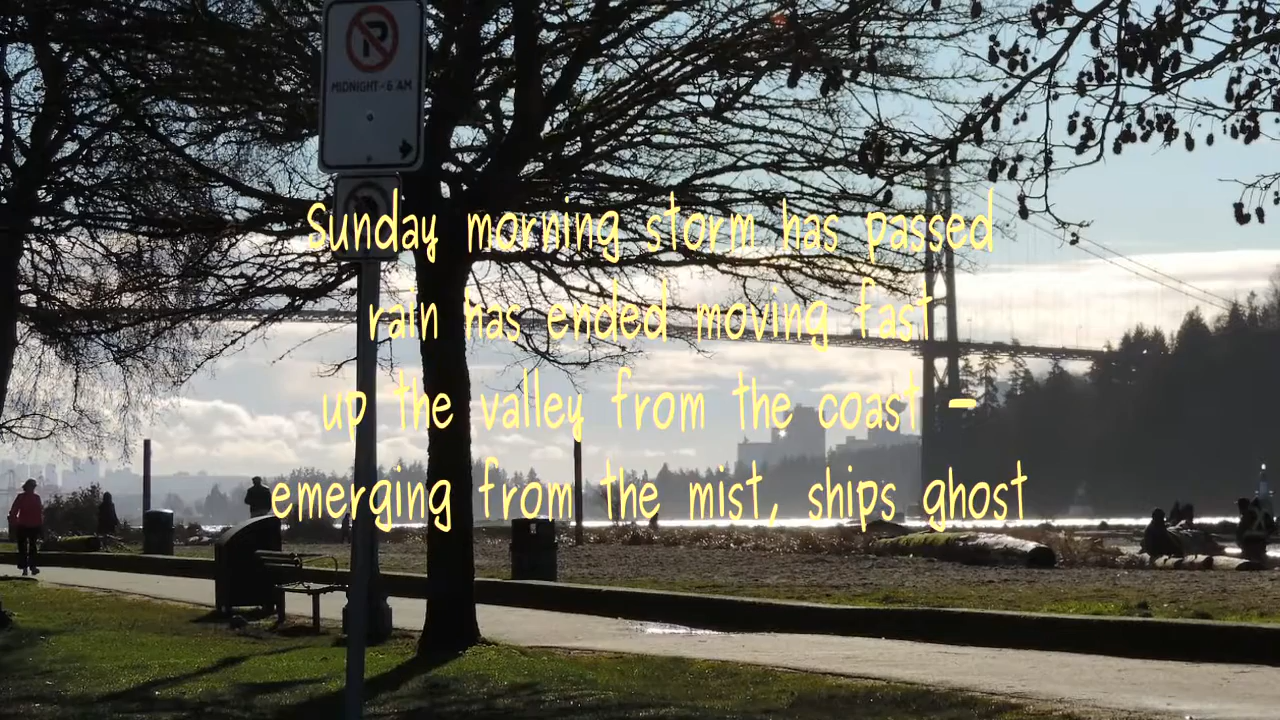 MIDNIGHT-6 AM
Sunday morning storm has passed
rain has ended moving fast
up the valley from the coast -
emerging from the mist, ships ghost